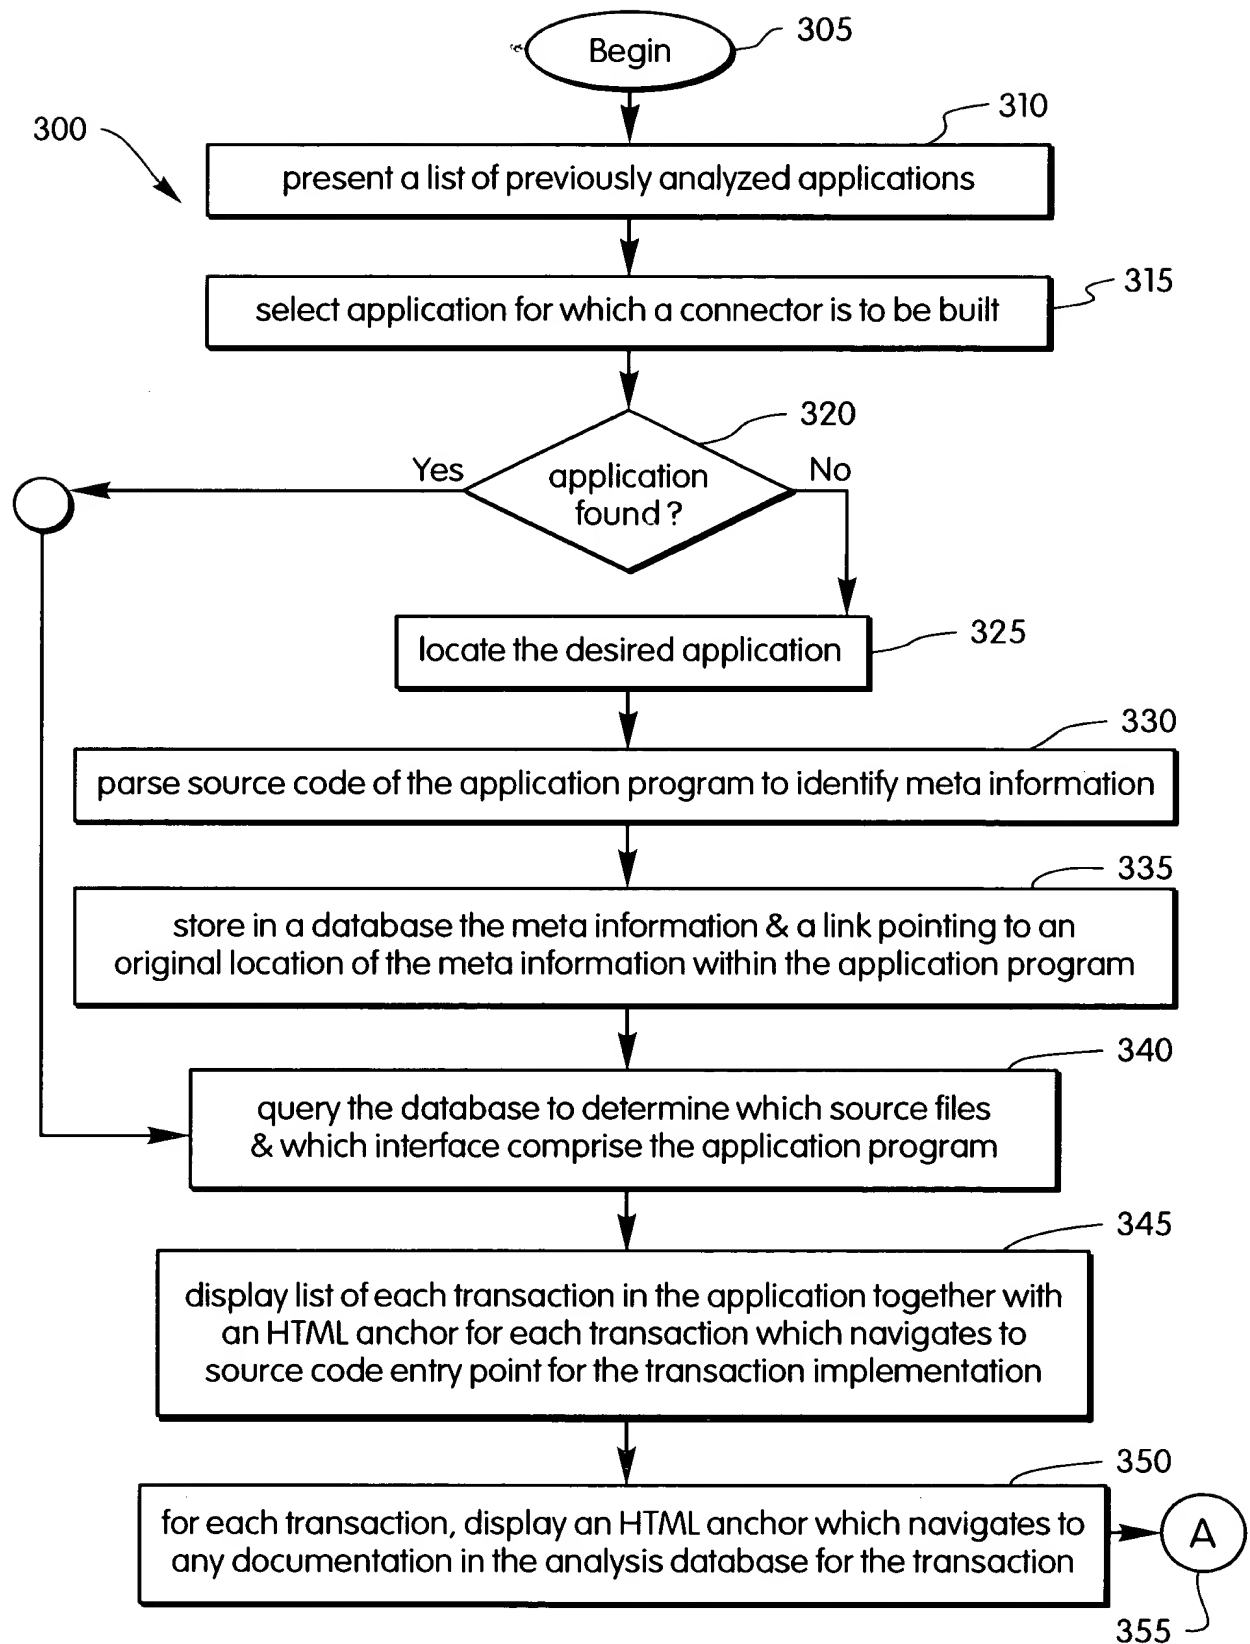 305
Begin
310
300
present a list of previously analyzed applications
315
select application for which a connector is to be built
320
Yes
No
application
found?
325
locate the desired application
330
parse source code of the application program to identify meta information
335
store in a database the meta information & a link pointing to an
original location of the meta information within the application program
340
query the database to determine which source files
& which interface comprise the application program
345
display list of each transaction in the application together with
an HTML anchor for each transaction which navigates to
source code entry point for the transaction implementation
350
for each transaction, display an HTML anchor which navigates to
any documentation in the analysis database for the transaction
A
355